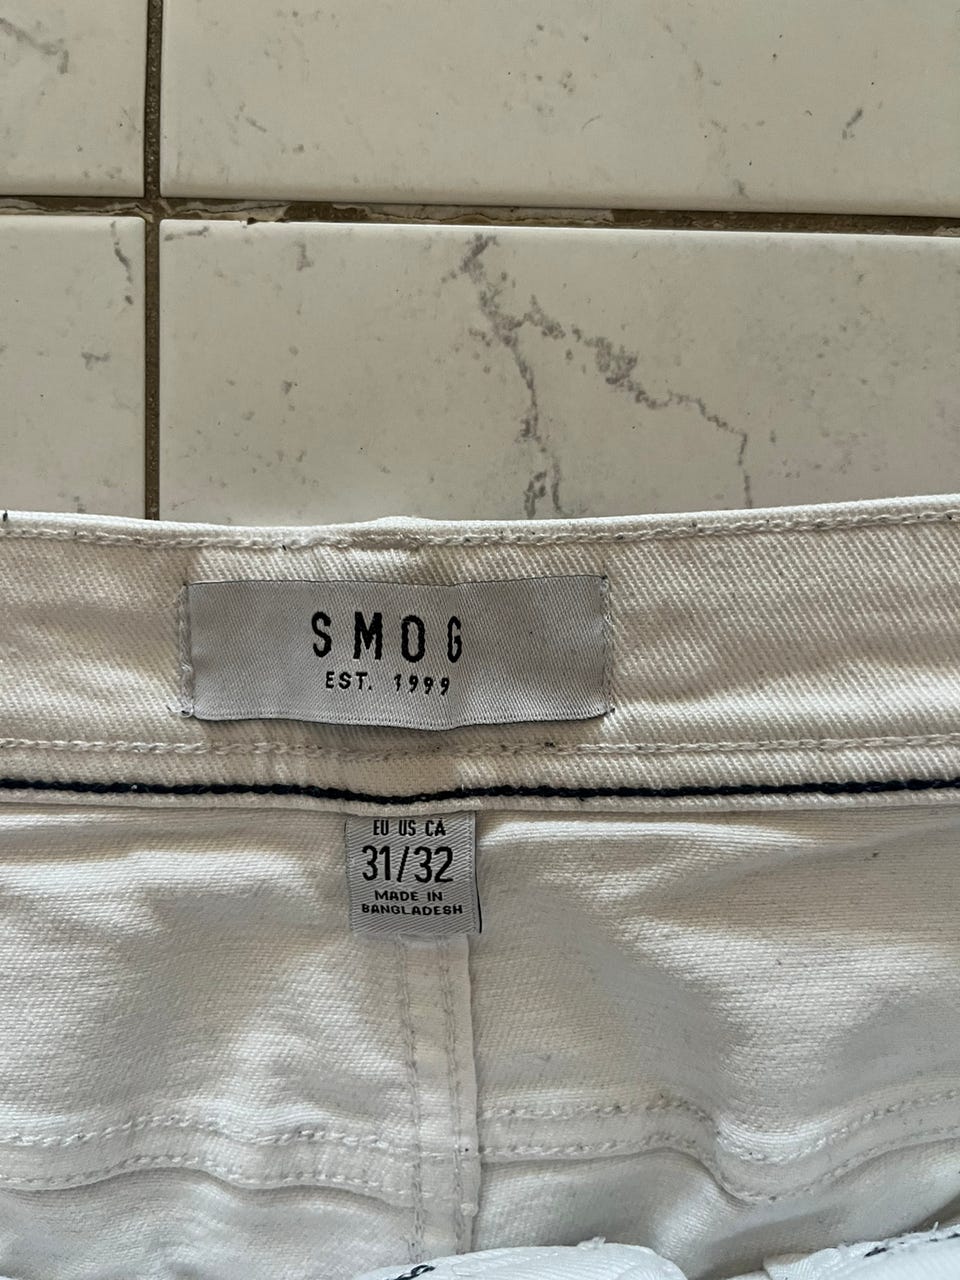 SMOG
EST. 1999
EU US CA
31/32
MADE IN
BANGLADESH